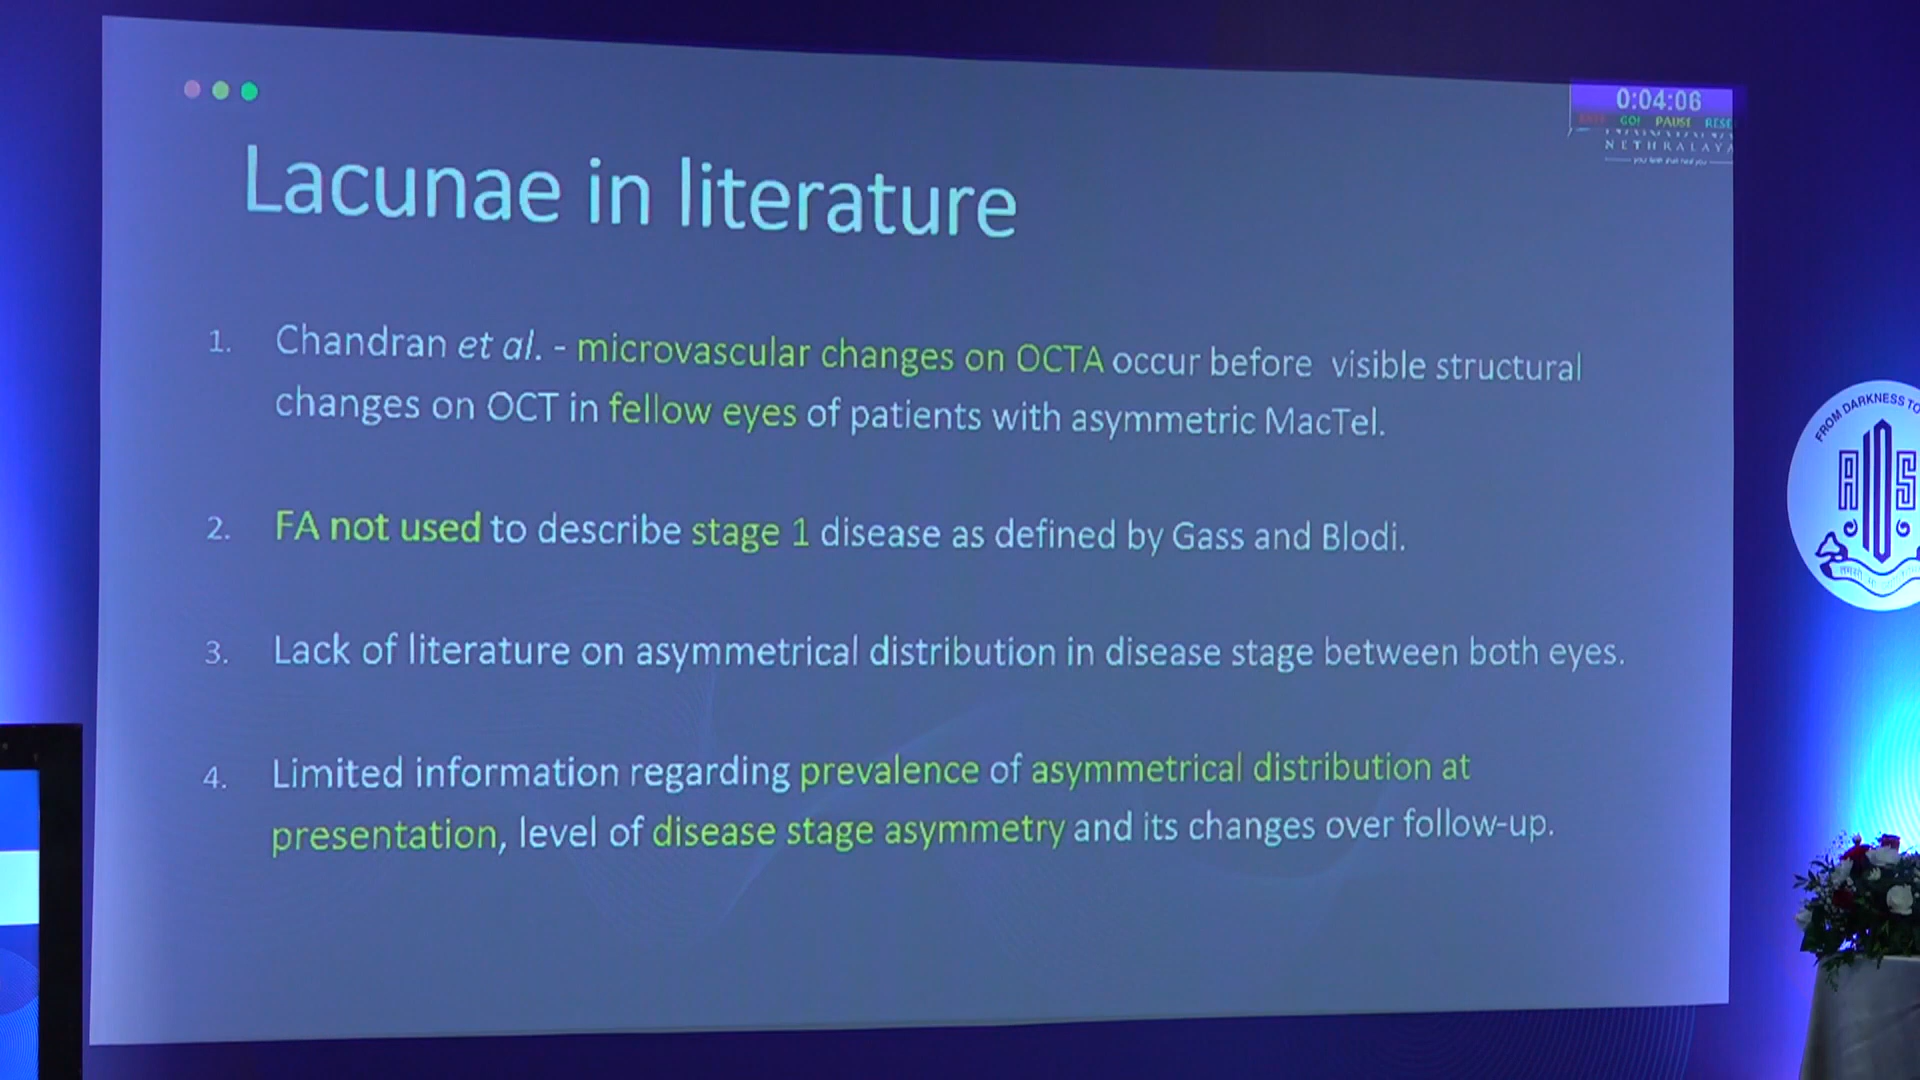 0:04:06
GO! PAUSE RESE
NETHRALAYA
Lacunae in literature
1. Chandran et al. - microvascular changes on OCTA occur before visible structural
changes on OCT in fellow eyes of patients with asymmetric MacTel.
2. FA not used to describe stage 1 disease as defined by Gass and Blodi.
3. Lack of literature on asymmetrical distribution in disease stage between both eyes.
4. Limited information regarding prevalence of asymmetrical distribution at
presentation, level of disease stage asymmetry and its changes over follow-up.
FROM DARKNESS TO
AIOS